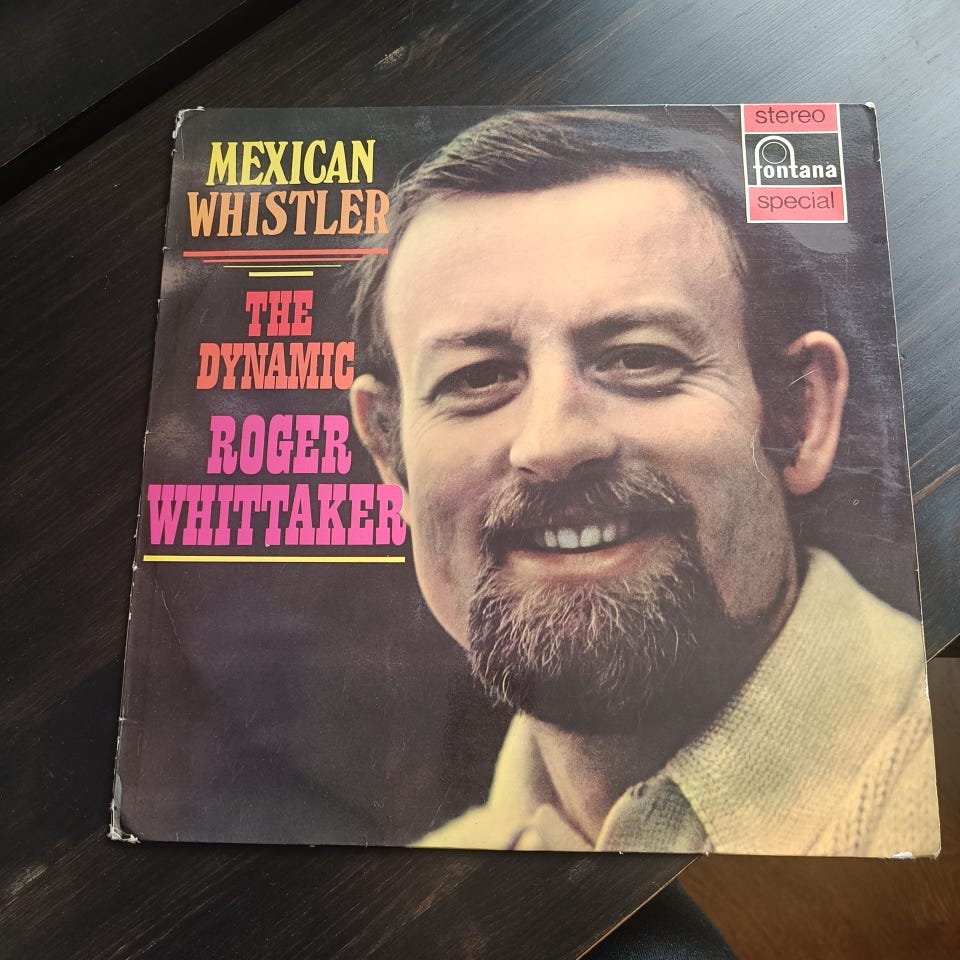 MEXICAN
WHISTLER
THE
DYNAMIC
ROGER
WHITTAKER
stereo
fontana
special